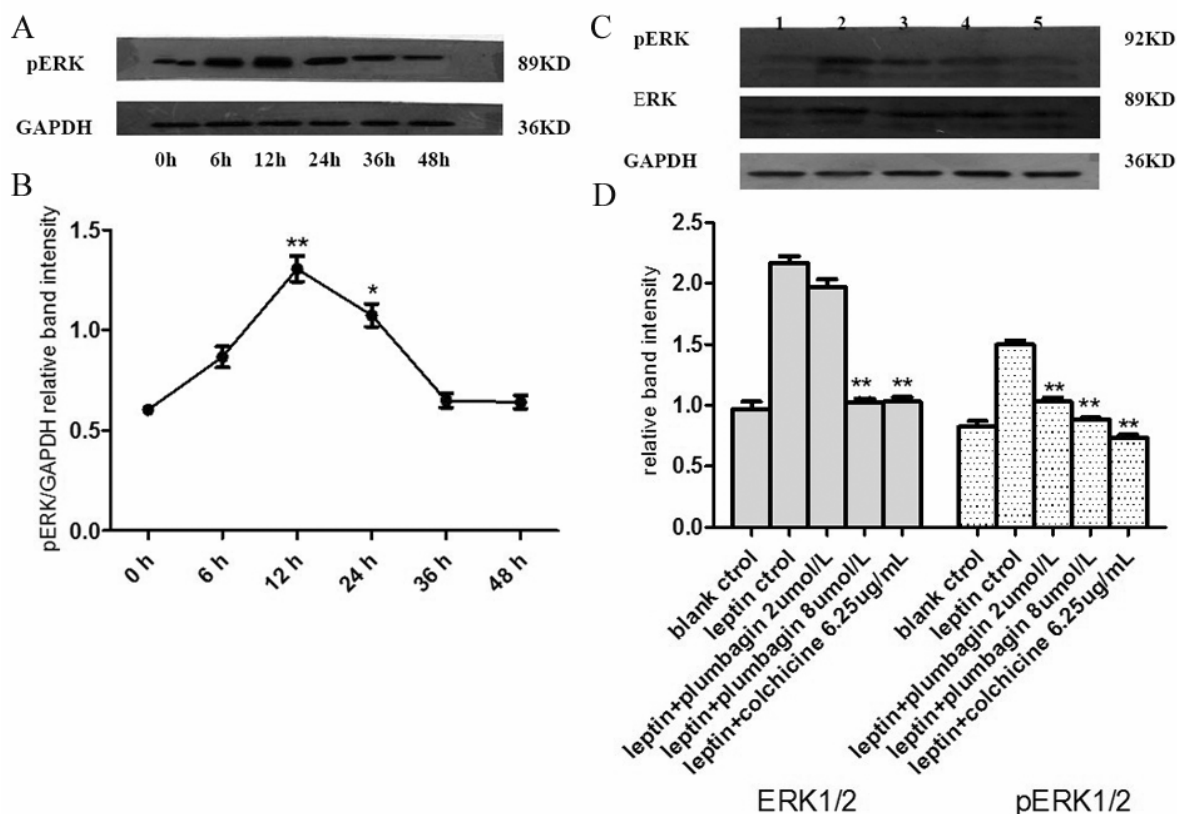 A
pERK
89KD
GAPDH
36KD
0h 6h 12h 24h 36h 48h
B
pERK/GAPDH relative band intensity
1.5
1.0
0.5
0.0
**
*
0 h
6 h
12 h
24 h
36 h
48 h
C
1 2 3 4 5
pERK
92KD
ERK
89KD
GAPDH
36KD
D
relative band intensity
2.5
2.0
1.5
1.0
0.5
0.0
** **
** ** **
blank ctrol
leptin ctrol
leptin+plumbagin 2umol/L
leptin+plumbagin 8umol/L
leptin+colchicine 6.25ug/mL
blank ctrol
leptin ctrol
leptin+plumbagin 2umol/L
leptin+plumbagin 8umol/L
leptin+colchicine 6.25ug/mL
ERK1/2
pERK1/2